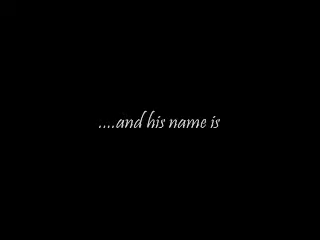 ....and his name is